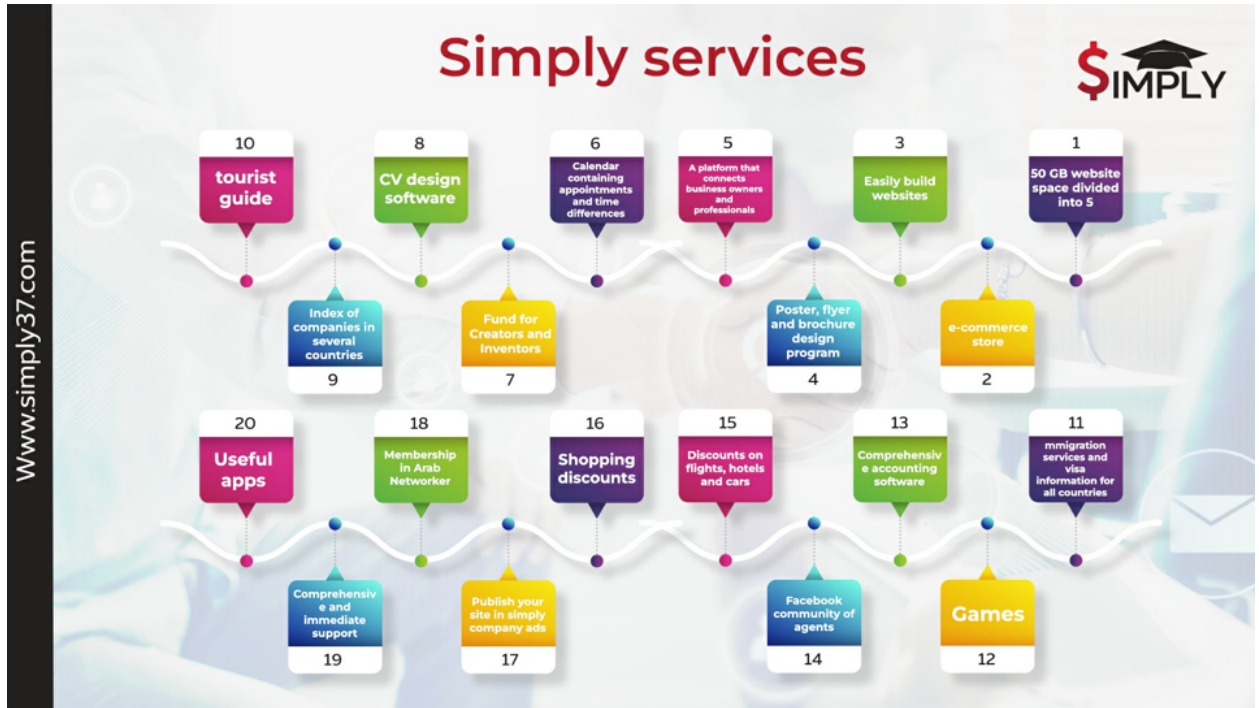 Simply services
$IMPLY
Www.simply37.com
10
tourist
guide
8
CV design
software
6
Calendar
containing
appointments
and time
differences
5
A platform that
connects
business owners
and
professionals
3
Easily build
websites
1
50 GB website
space divided
into 5
Index of
companies in
several
countries
9
Fund for
Creators and
Inventors
7
Poster, flyer
and brochure
design
program
4
e-commerce
store
2
20
Useful
apps
18
Membership
in Arab
Networker
16
Shopping
discounts
15
Discounts on
flights, hotels
and cars
13
Comprehensiv
e accounting
software
11
mmigration
services and
visa
information for
all countries
Comprehensiv
e and
immediate
support
19
Publish your
site in simply
company ads
17
Facebook
community of
agents
14
Games
12